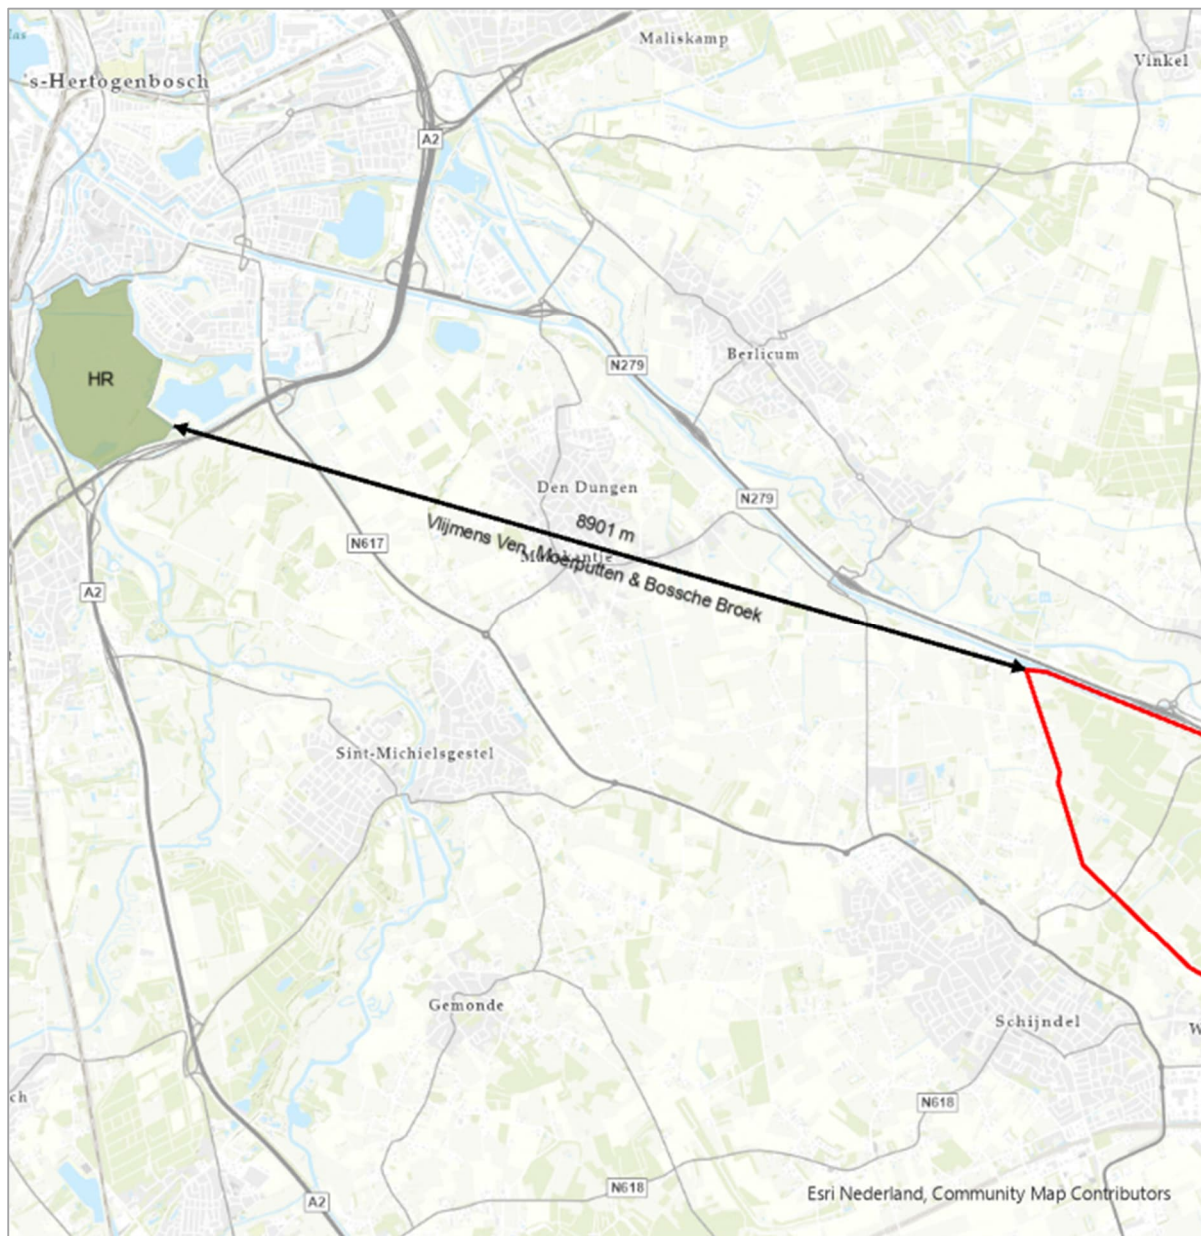 Maliskamp
Vinkel
's-Hertogenbosch
A2
Berlicum
N279
HR
Den Dungen
N279
8901 m
Vlijmens Ven, Moerputten & Bossche Broek
N617
A2
Sint-Michielsgestel
Gemonde
Schijndel
W
ch
N618
N618
A2
Esri Nederland, Community Map Contributors